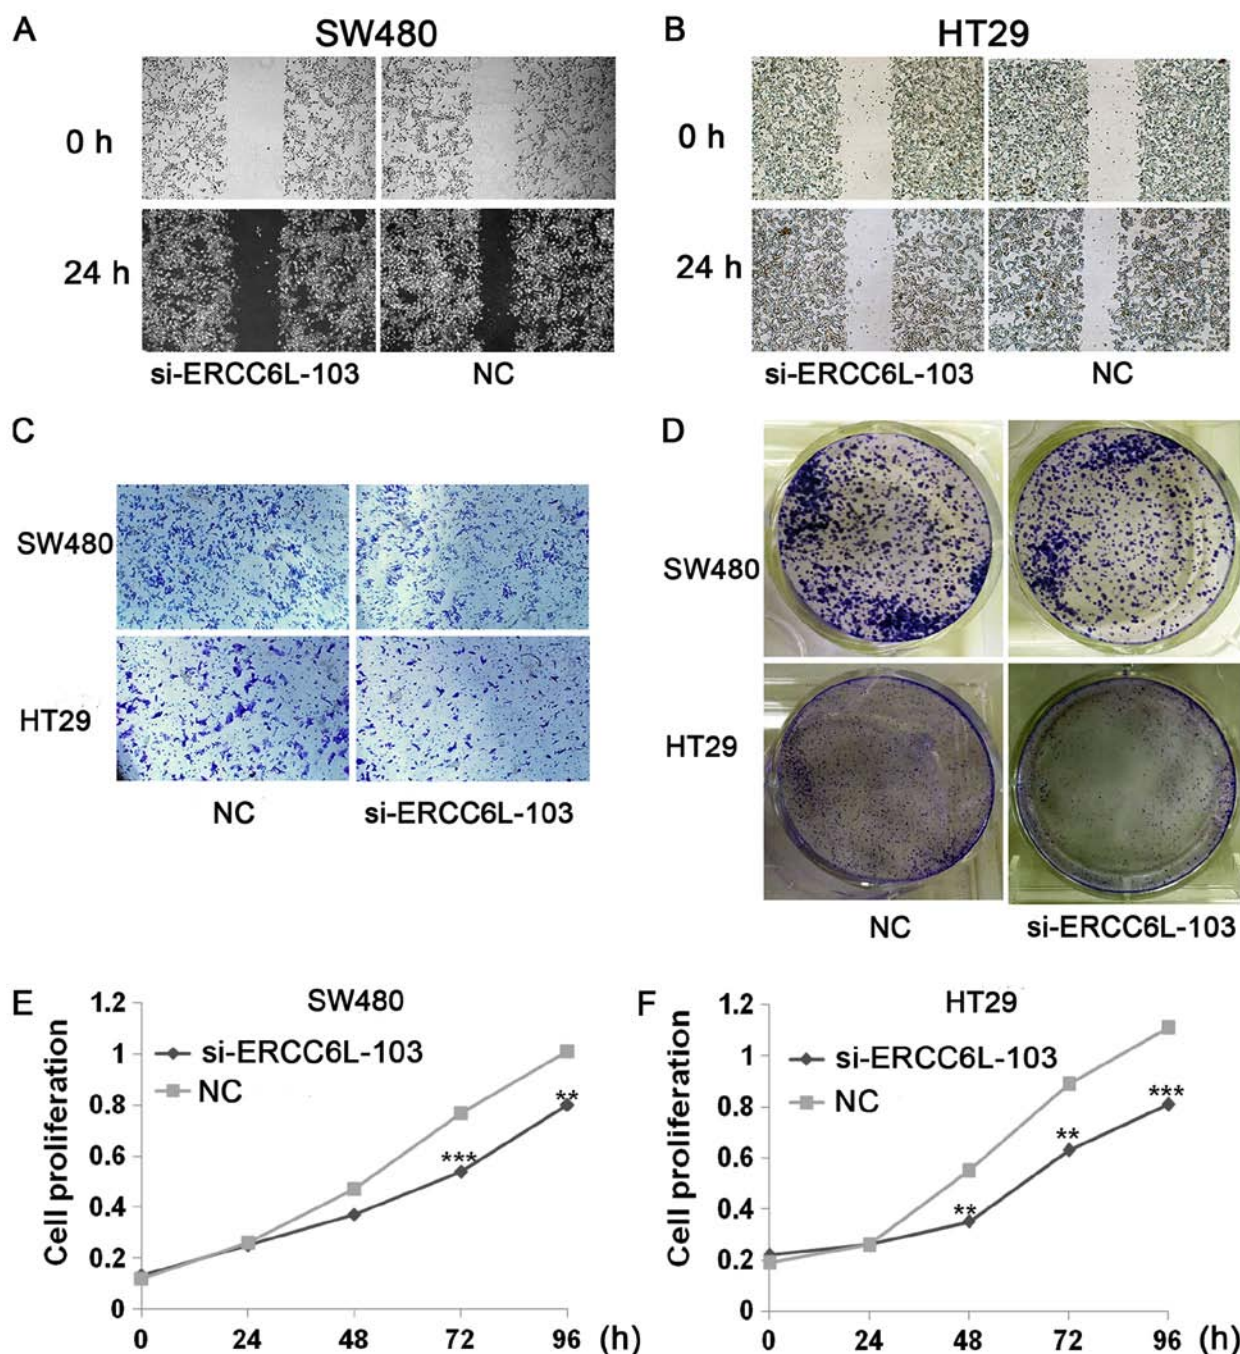 A
SW480
0 h
24 h
si-ERCC6L-103
NC
B
HT29
0 h
24 h
si-ERCC6L-103
NC
C
SW480
HT29
NC
si-ERCC6L-103
D
SW480
HT29
NC
si-ERCC6L-103
E
SW480
Cell proliferation
1.2
1
0.8
0.6
0.4
0.2
0
si-ERCC6L-103
NC
***
**
0 24 48 72 96 (h)
F
HT29
Cell proliferation
1.2
1
0.8
0.6
0.4
0.2
0
si-ERCC6L-103
NC
**
**
***
0 24 48 72 96 (h)